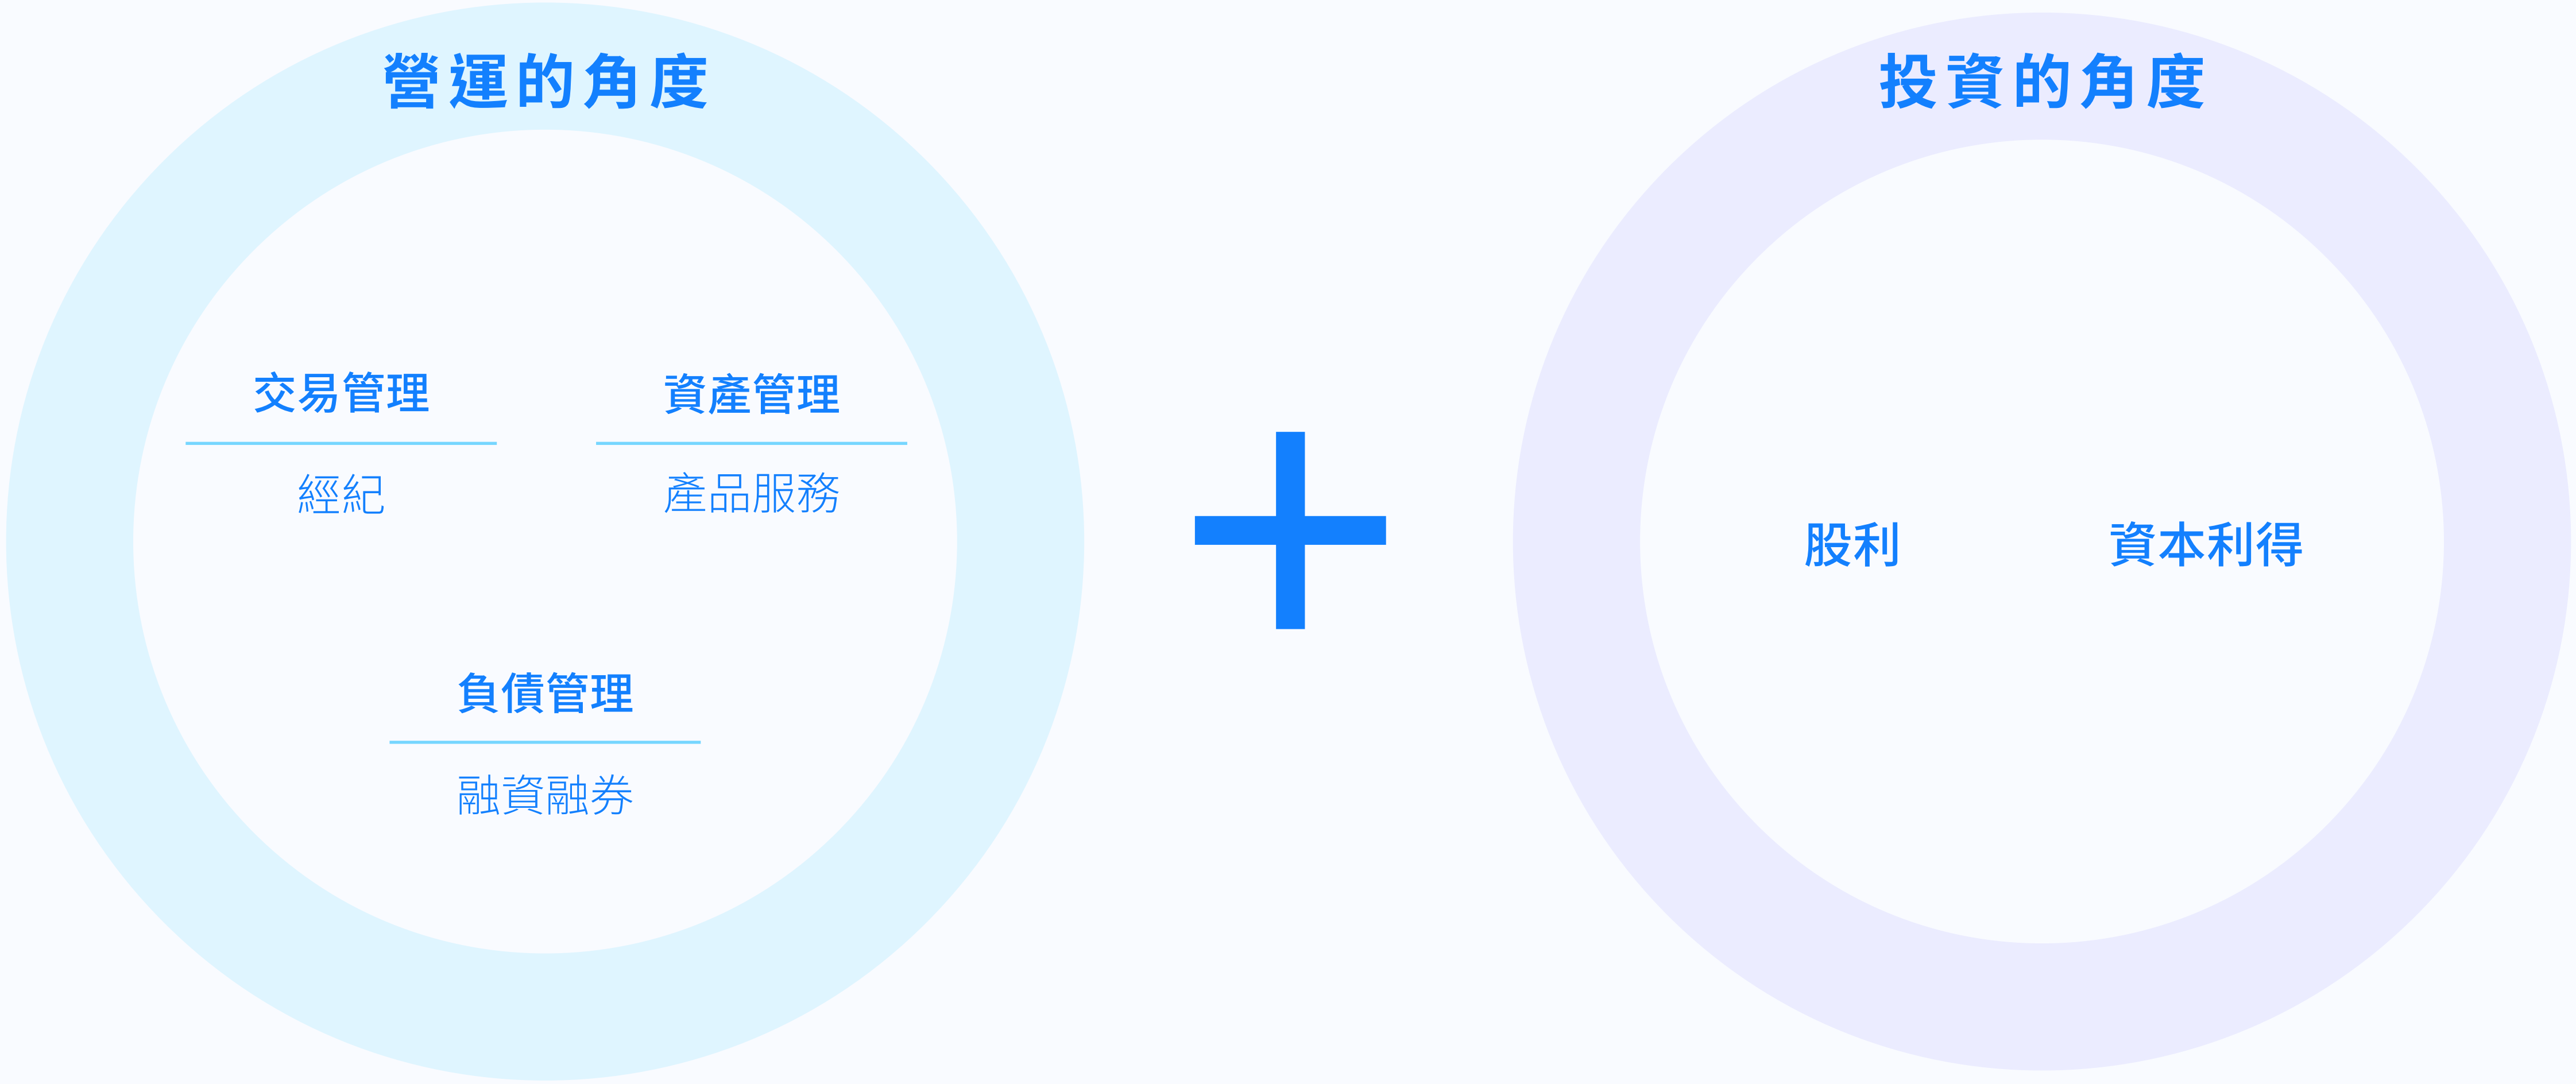 營運的角度
交易管理
經紀
資產管理
產品服務
負債管理
融資融券
投資的角度
股利
資本利得